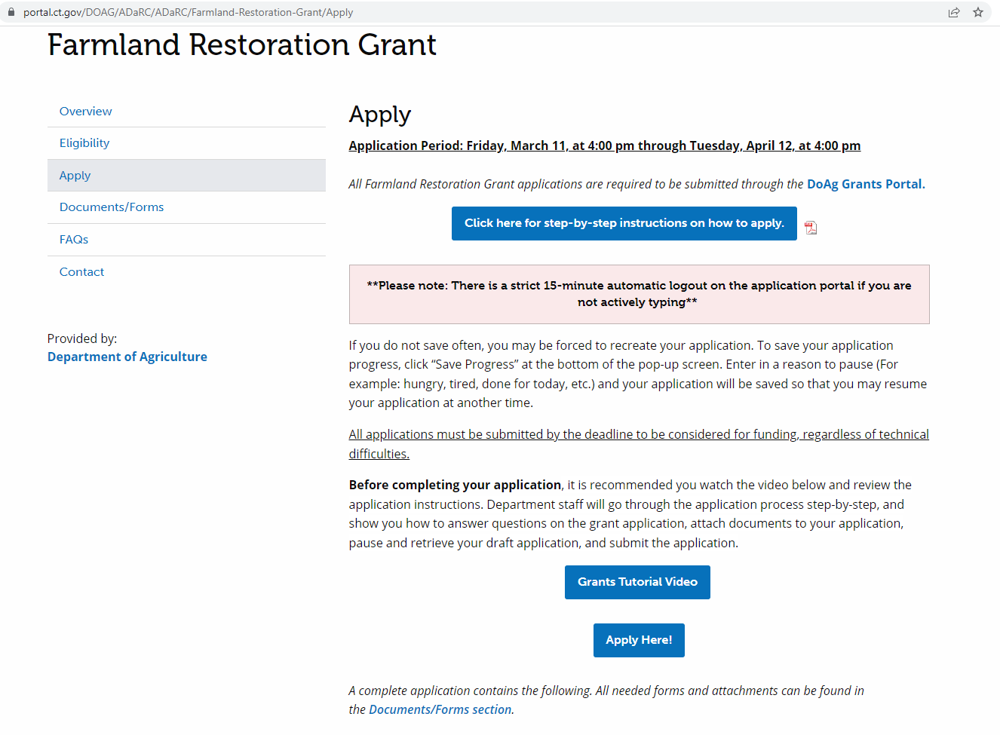 portal.ct.gov/DOAG/ADaRC/ADaRC/Farmland-Restoration-Grant/Apply
Farmland Restoration Grant
Overview
Eligibility
Apply
Documents/Forms
FAQs
Contact
Provided by:
Department of Agriculture
Apply
Application Period: Friday, March 11, at 4:00 pm through Tuesday, April 12, at 4:00 pm
All Farmland Restoration Grant applications are required to be submitted through the DoAg Grants Portal.
Click here for step-by-step instructions on how to apply.
**Please note: There is a strict 15-minute automatic logout on the application portal if you are
not actively typing**
If you do not save often, you may be forced to recreate your application. To save your application
progress, click “Save Progress” at the bottom of the pop-up screen. Enter in a reason to pause (For
example: hungry, tired, done for today, etc.) and your application will be saved so that you may resume
your application at another time.
All applications must be submitted by the deadline to be considered for funding, regardless of technical
difficulties.
Before completing your application, it is recommended you watch the video below and review the
application instructions. Department staff will go through the application process step-by-step, and
show you how to answer questions on the grant application, attach documents to your application,
pause and retrieve your draft application, and submit the application.
Grants Tutorial Video
Apply Here!
A complete application contains the following. All needed forms and attachments can be found in
the Documents/Forms section.